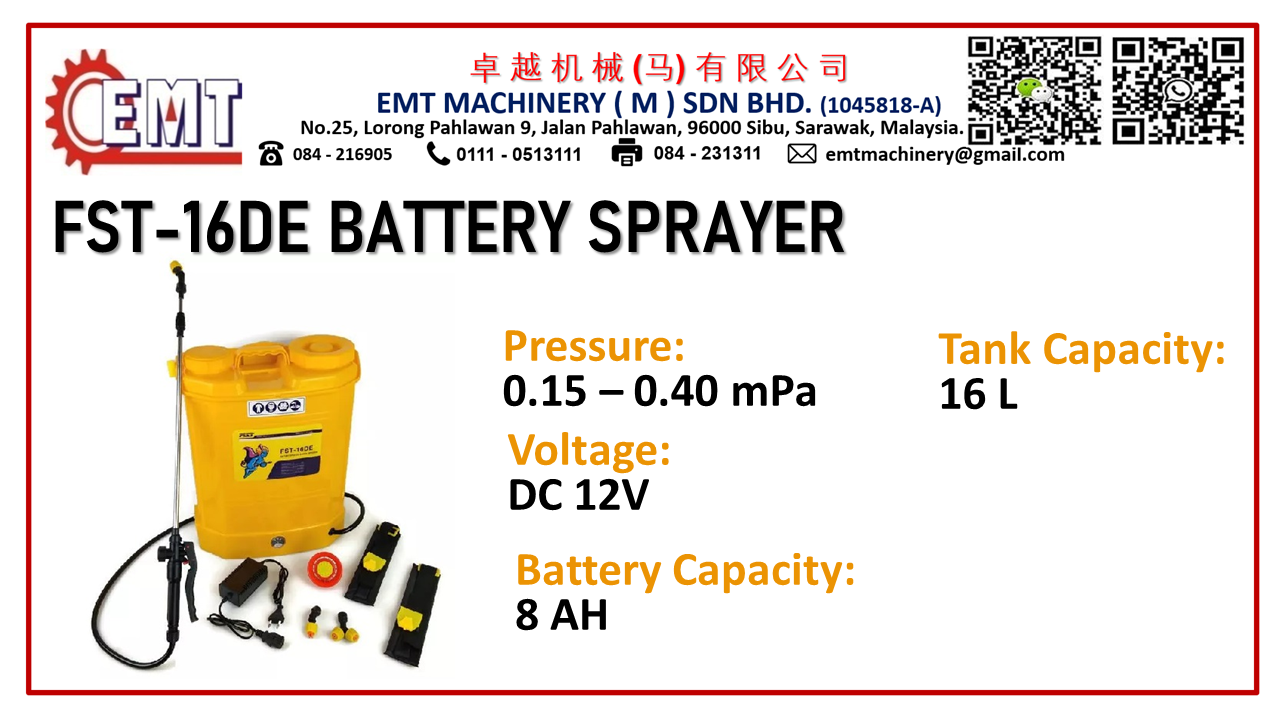 EMT
卓越机械(马)有限公司
EMT MACHINERY ( M ) SDN BHD. (1045818-A)
No.25, Lorong Pahlawan 9, Jalan Pahlawan, 96000 Sibu, Sarawak, Malaysia.
084 - 216905 0111 - 0513111 084 - 231311 emtmachinery@gmail.com
FST-16DE BATTERY SPRAYER
Pressure:
0.15 – 0.40 mPa
Tank Capacity:
16 L
Voltage:
DC 12V
Battery Capacity:
8 AH
FST-16DE